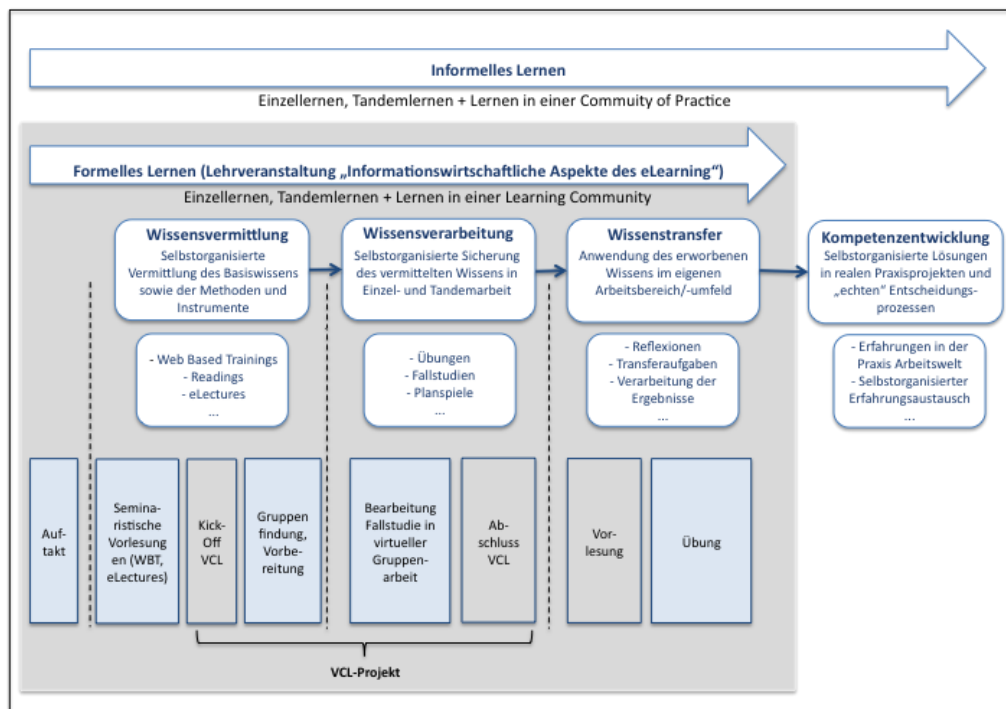 Informelles Lernen
Einzellernen, Tandemlernen + Lernen in einer Commuity of Practice
Formelles Lernen (Lehrveranstaltung „Informationswirtschaftliche Aspekte des eLearning“)
Einzellernen, Tandemlernen + Lernen in einer Learning Community
Wissensvermittlung
Selbstorganisierte
Vermittlung des Basiswissens
sowie der Methoden und
Instrumente
Wissensverarbeitung
Selbstorganisierte Sicherung
des vermittelten Wissens in
Einzel- und Tandemarbeit
Wissenstransfer
Anwendung des erworbenen
Wissens im eigenen
Arbeitsbereich/-umfeld
Kompetenzentwicklung
Selbstorganisierte Lösungen
in realen Praxisprojekten und
„echten“ Entscheidungs-
prozessen
- Web Based Trainings
- Readings
- eLectures
...
- Übungen
- Fallstudien
- Planspiele
...
- Reflexionen
- Transferaufgaben
- Verarbeitung der
Ergebnisse
...
- Erfahrungen in der
Praxis Arbeitswelt
- Selbstorganisierter
Erfahrungsaustausch
...
Auf-
takt
Semina-
ristische
Vorlesung
en (WBT,
eLectures)
Kick-
Off
VCL
Gruppen
findung,
Vorbe-
reitung
Bearbeitung
Fallstudie in
virtueller
Gruppen-
arbeit
Ab-
schluss
VCL
Vor-
lesung
Übung
VCL-Projekt